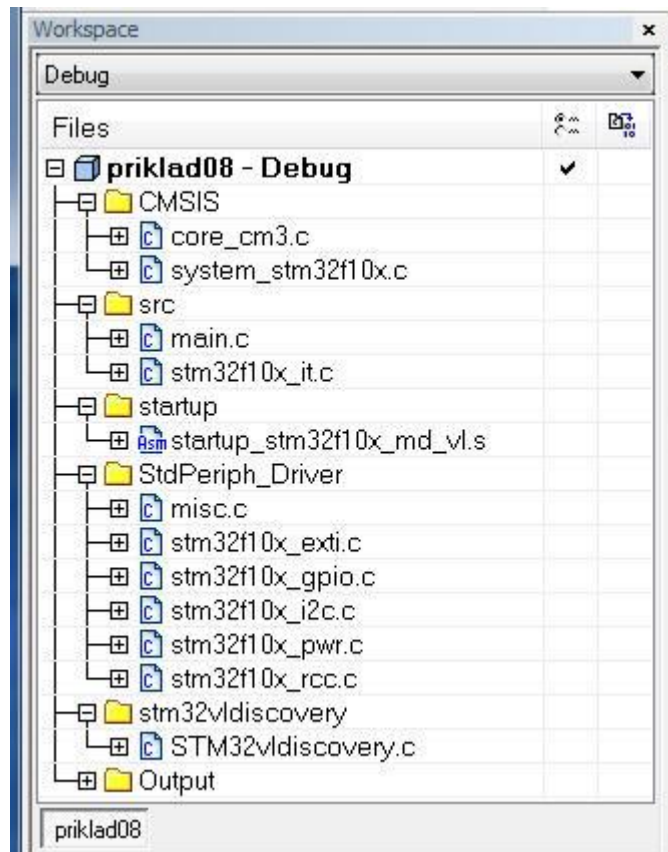 Workspace
Debug
Files
priklad08 - Debug
CMSIS
core_cm3.c
system_stm32f10x.c
src
main.c
stm32f10x_it.c
startup
startup_stm32f10x_md_vl.s
StdPeriph_Driver
misc.c
stm32f10x_exti.c
stm32f10x_gpio.c
stm32f10x_i2c.c
stm32f10x_pwr.c
stm32f10x_rcc.c
stm32vldiscovery
STM32vldiscovery.c
Output
priklad08